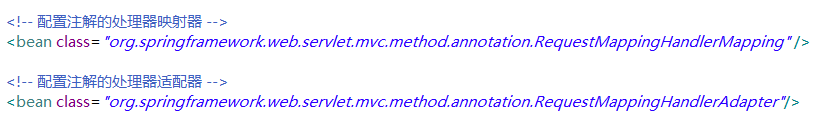 <!-- 配置注解的处理器映射器 -->
<bean class= "org.springframework.web.servlet.mvc.method.annotation.RequestMappingHandlerMapping"/>
<!-- 配置注解的处理器适配器 -->
<bean class= "org.springframework.web.servlet.mvc.method.annotation.RequestMappingHandlerAdapter"/>